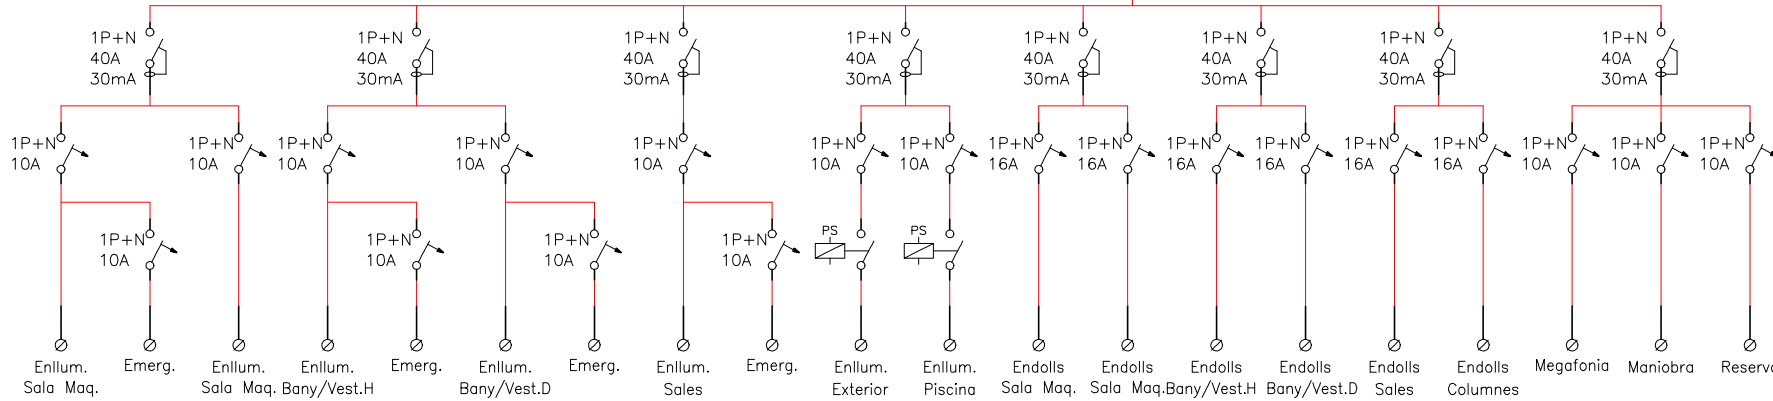 1P+N 1P+N 1P+N 1P+N 1P+N 1P+N 1P+N 1P+N
40A 40A 40A 40A 40A 40A 40A 40A
30mA 30mA 30mA 30mA 30mA 30mA 30mA 30mA
1P+N 1P+N 1P+N 1P+N 1P+N 1P+N 1P+N 1P+N 1P+N 1P+N 1P+N 1P+N 1P+N 1P+N 1P+N 1P+N
10A 10A 10A 10A 10A 10A 10A 16A 16A 16A 16A 16A 16A 10A 10A 10A
PS PS
1P+N 1P+N 1P+N 1P+N
10A 10A 10A 10A
Enllum. Emerg. Enllum. Enllum. Emerg. Enllum. Emerg. Enllum. Emerg. Enllum. Enllum. Endolls Endolls Endolls Endolls Endolls Endolls Megafonia Maniobra
Sala Maq. Sala Maq. Bany/Vest.H Bany/Vest.D Sales Exterior Piscina Sala Maq. Sala Maq. Bany/Vest.H Bany/Vest.D Sales Columnes